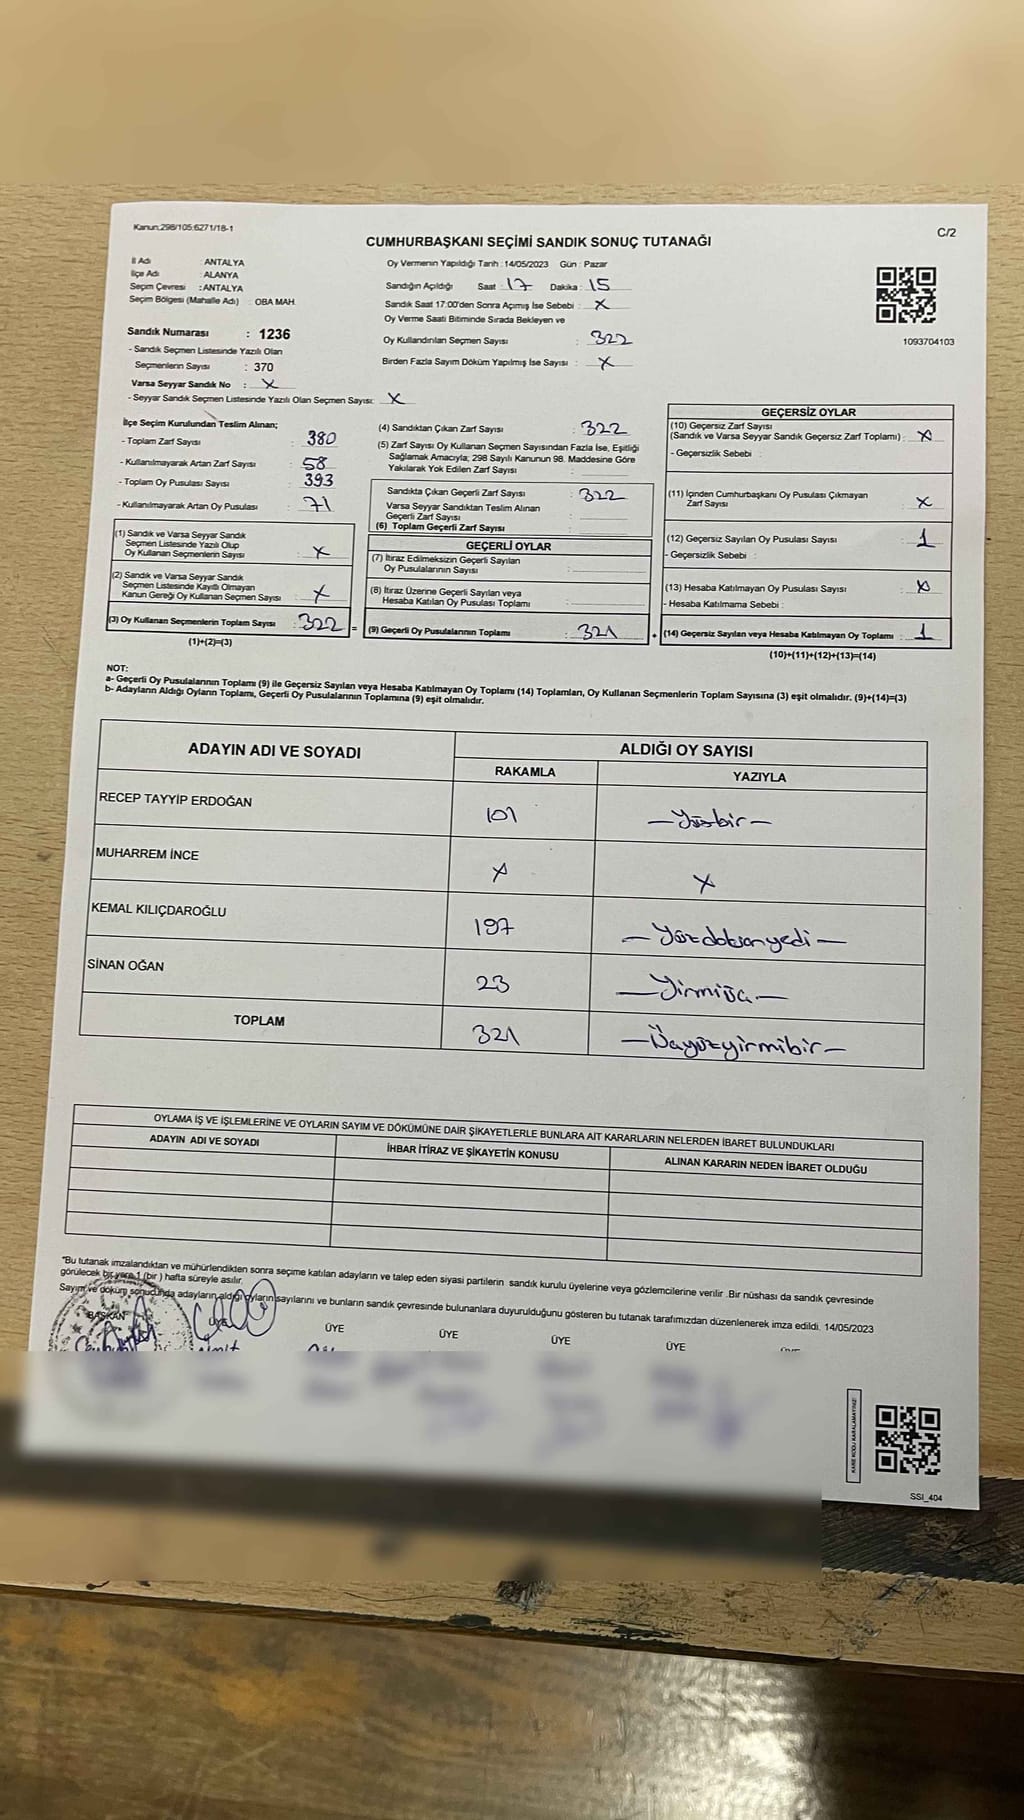 Kanun:298/105:6271/18-1
C/2
CUMHURBAŞKANI SEÇİMİ SANDIK SONUÇ TUTANAĞI
İl Adı : ANTALYA
İlçe Adı : ALANYA
Seçim Çevresi : ANTALYA
Seçim Bölgesi (Mahalle Adı) : OBA MAH.
Sandık Numarası : 1236
- Sandık Seçmen Listesinde Yazılı Olan
Seçmenlerin Sayısı : 370
Varsa Seyyar Sandık No : X
- Seyyar Sandık Seçmen Listesinde Yazılı Olan Seçmen Sayısı: X
Oy Vermenin Yapıldığı Tarih : 14/05/2023 Gün : Pazar
Sandığın Açıldığı Saat : 17 Dakika : 15
Sandık Saat 17:00'den Sonra Açımış İse Sebebi : X
Oy Verme Saati Bitiminde Sırada Bekleyen ve
Oy Kullandırılan Seçmen Sayısı : 322
Birden Fazla Sayım Döküm Yapılmış İse Sayısı : X
1093704103
İlçe Seçim Kurulundan Teslim Alınan;
- Toplam Zarf Sayısı : 380
- Kullanılmayarak Artan Zarf Sayısı : 58
- Toplam Oy Pusulası Sayısı : 393
- Kullanılmayarak Artan Oy Pusulası : 71
(1) Sandık ve Varsa Seyyar Sandık
Seçmen Listesinde Yazılı Olup
Oy Kullanan Seçmenlerin Sayısı : X
(2) Sandık ve Varsa Seyyar Sandık
Seçmen Listesinde Kayıtlı Olmayan
Kanun Gereği Oy Kullanan Seçmen Sayısı : X
(3) Oy Kullanan Seçmenlerin Toplam Sayısı : 322 =
(1)+(2)=(3)
(4) Sandıktan Çıkan Zarf Sayısı : 322
(5) Zarf Sayısı Oy Kullanan Seçmen Sayısından Fazla İse, Eşitliği
Sağlamak Amacıyla; 298 Sayılı Kanunun 98. Maddesine Göre
Yakılarak Yok Edilen Zarf Sayısı :
Sandıkta Çıkan Geçerli Zarf Sayısı : 322
Varsa Seyyar Sandıktan Teslim Alınan
Geçerli Zarf Sayısı :
(6) Toplam Geçerli Zarf Sayısı :
GEÇERLİ OYLAR
(7) İtiraz Edilmeksizin Geçerli Sayılan
Oy Pusulalarının Sayısı :
(8) İtiraz Üzerine Geçerli Sayılan veya
Hesaba Katılan Oy Pusulası Toplamı :
(9) Geçerli Oy Pusulalarının Toplamı : 321 +
GEÇERSİZ OYLAR
(10) Geçersiz Zarf Sayısı
(Sandık ve Varsa Seyyar Sandık Geçersiz Zarf Toplamı) : X
- Geçersizlik Sebebi :
(11) İçinden Cumhurbaşkanı Oy Pusulası Çıkmayan
Zarf Sayısı : X
(12) Geçersiz Sayılan Oy Pusulası Sayısı : 1
- Geçersizlik Sebebi :
(13) Hesaba Katılmayan Oy Pusulası Sayısı : X
- Hesaba Katılmama Sebebi :
(14) Geçersiz Sayılan veya Hesaba Katılmayan Oy Toplamı : 1
(10)+(11)+(12)+(13)=(14)
NOT:
a- Geçerli Oy Pusulalarının Toplamı (9) ile Geçersiz Sayılan veya Hesaba Katılmayan Oy Toplamı (14) Toplamları, Oy Kullanan Seçmenlerin Toplam Sayısına (3) eşit olmalıdır. (9)+(14)=(3)
b- Adayların Aldığı Oyların Toplamı, Geçerli Oy Pusulalarının Toplamına (9) eşit olmalıdır.
ADAYIN ADI VE SOYADI ALDIĞI OY SAYISI
RAKAMLA YAZIYLA
RECEP TAYYİP ERDOĞAN 101 — Yüzbir —
MUHARREM İNCE X X
KEMAL KILIÇDAROĞLU 197 — Yüzdoksanyedi —
SİNAN OĞAN 23 — Yirmiüç —
TOPLAM 321 — Üçyüzyirmibir —
OYLAMA İŞ VE İŞLEMLERİNE VE OYLARIN SAYIM VE DÖKÜMÜNE DAİR ŞİKAYETLERLE BUNLARA AİT KARARLARIN NELERDEN İBARET BULUNDUKLARI
ADAYIN ADI VE SOYADI İHBAR İTİRAZ VE ŞİKAYETİN KONUSU ALINAN KARARIN NEDEN İBARET OLDUĞU
*Bu tutanak imzalandıktan ve mühürlendikten sonra seçime katılan adayların ve talep eden siyasi partilerin sandık kurulu üyelerine veya gözlemcilerine verilir .Bir nüshası da sandık çevresinde
görülecek bir yere 1 (bir ) hafta süreyle asılır.
Sayım ve döküm sonucunda adayların aldığı oyların sayılarını ve bunların sandık çevresinde bulunanlara duyurulduğunu gösteren bu tutanak tarafımızdan düzenlenerek imza edildi. 14/05/2023
BAŞKAN ÜYE ÜYE ÜYE ÜYE
KARE KODU KARALAMAYINIZ!
SSI_404